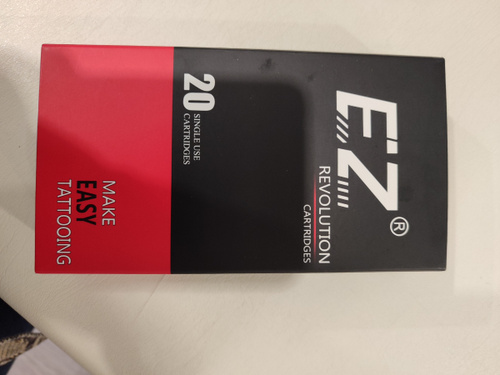 EZ®
REVOLUTION
CARTRIDGES
20
SINGLE USE
CARTRIDGES
MAKE
EASY
TATTOOING